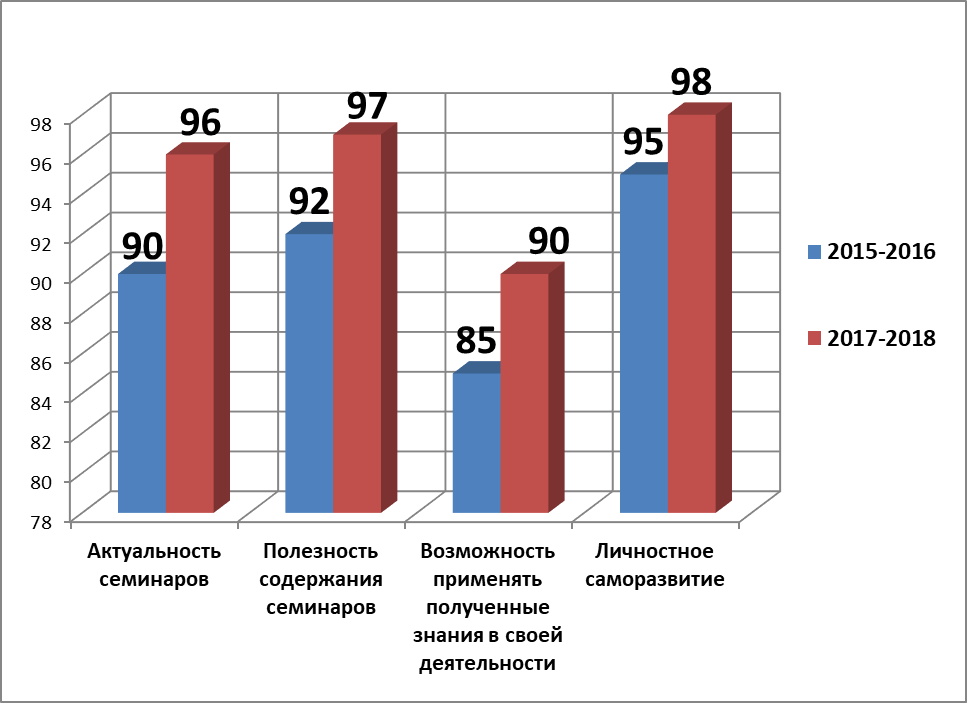 98
96
94
92
90
88
86
84
82
80
78
90
96
92
97
85
90
95
98
Актуальность
семинаров
Полезность
содержания
семинаров
Возможность
применять
полученные
знания в своей
деятельности
Личностное
саморазвитие
2015-2016
2017-2018